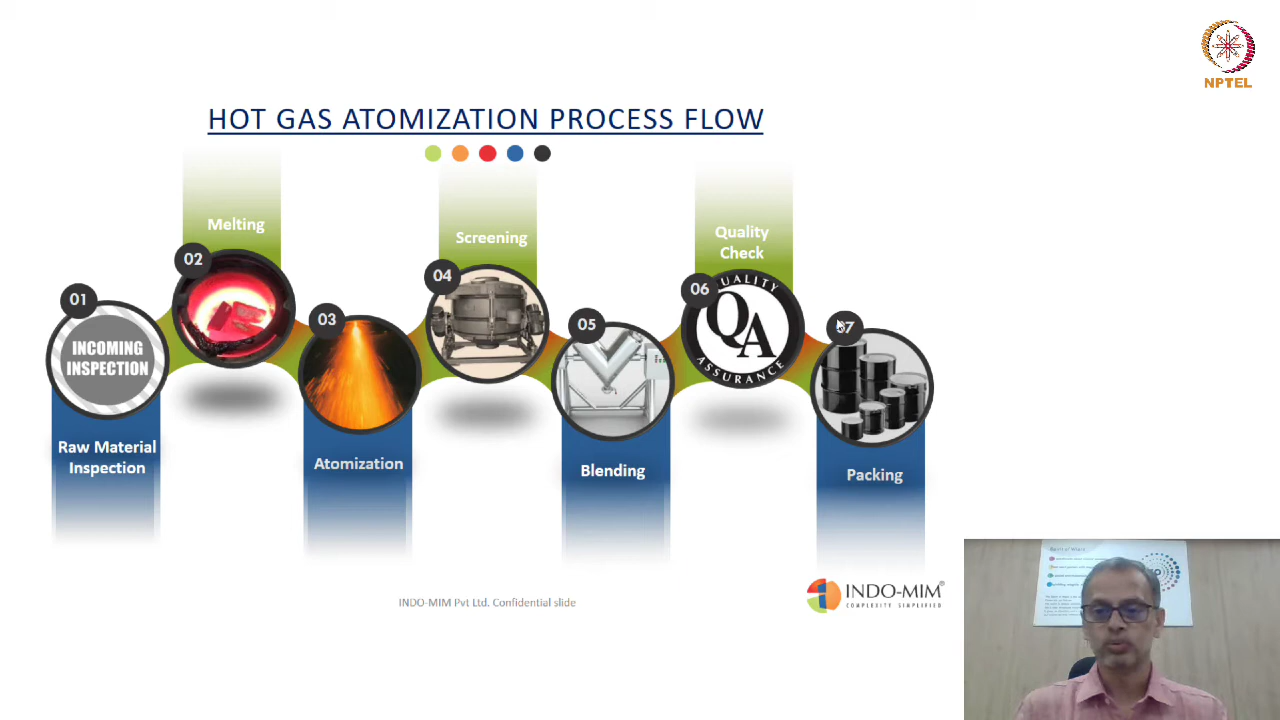 NPTEL
HOT GAS ATOMIZATION PROCESS FLOW
01
INCOMING
INSPECTION
Raw Material
Inspection
02
Melting
03
Atomization
04
Screening
05
Blending
06
Quality
Check
QUALITY
QA
ASSURANCE
07
Packing
INDO-MIM Pvt Ltd. Confidential slide
INDO-MIM®
COMPLEXITY SIMPLIFIED